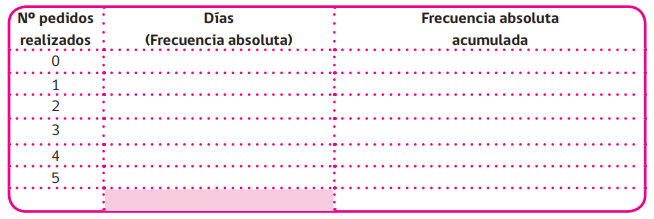 Nº pedidos realizados
Días (Frecuencia absoluta)
Frecuencia absoluta acumulada
0
1
2
3
4
5